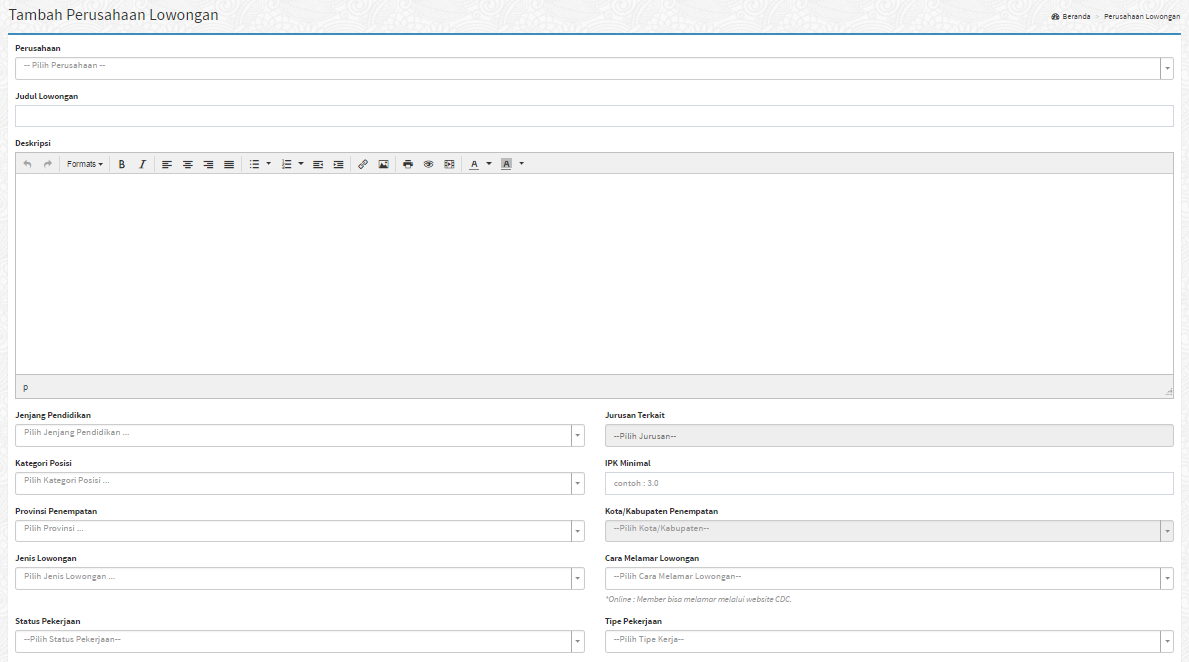 Tambah Perusahaan Lowongan
Beranda > Perusahaan Lowongan
Perusahaan
-- Pilih Perusahaan --
Judul Lowongan
Deskripsi
Formats B I A A
p
Jenjang Pendidikan
Pilih Jenjang Pendidikan ...
Jurusan Terkait
--Pilih Jurusan--
Kategori Posisi
Pilih Kategori Posisi ...
IPK Minimal
contoh : 3.0
Provinsi Penempatan
Pilih Provinsi ...
Kota/Kabupaten Penempatan
--Pilih Kota/Kabupaten--
Jenis Lowongan
Pilih Jenis Lowongan ...
Cara Melamar Lowongan
--Pilih Cara Melamar Lowongan--
*Online : Member bisa melamar melalui website CDC.
Status Pekerjaan
--Pilih Status Pekerjaan--
Tipe Pekerjaan
--Pilih Tipe Kerja--